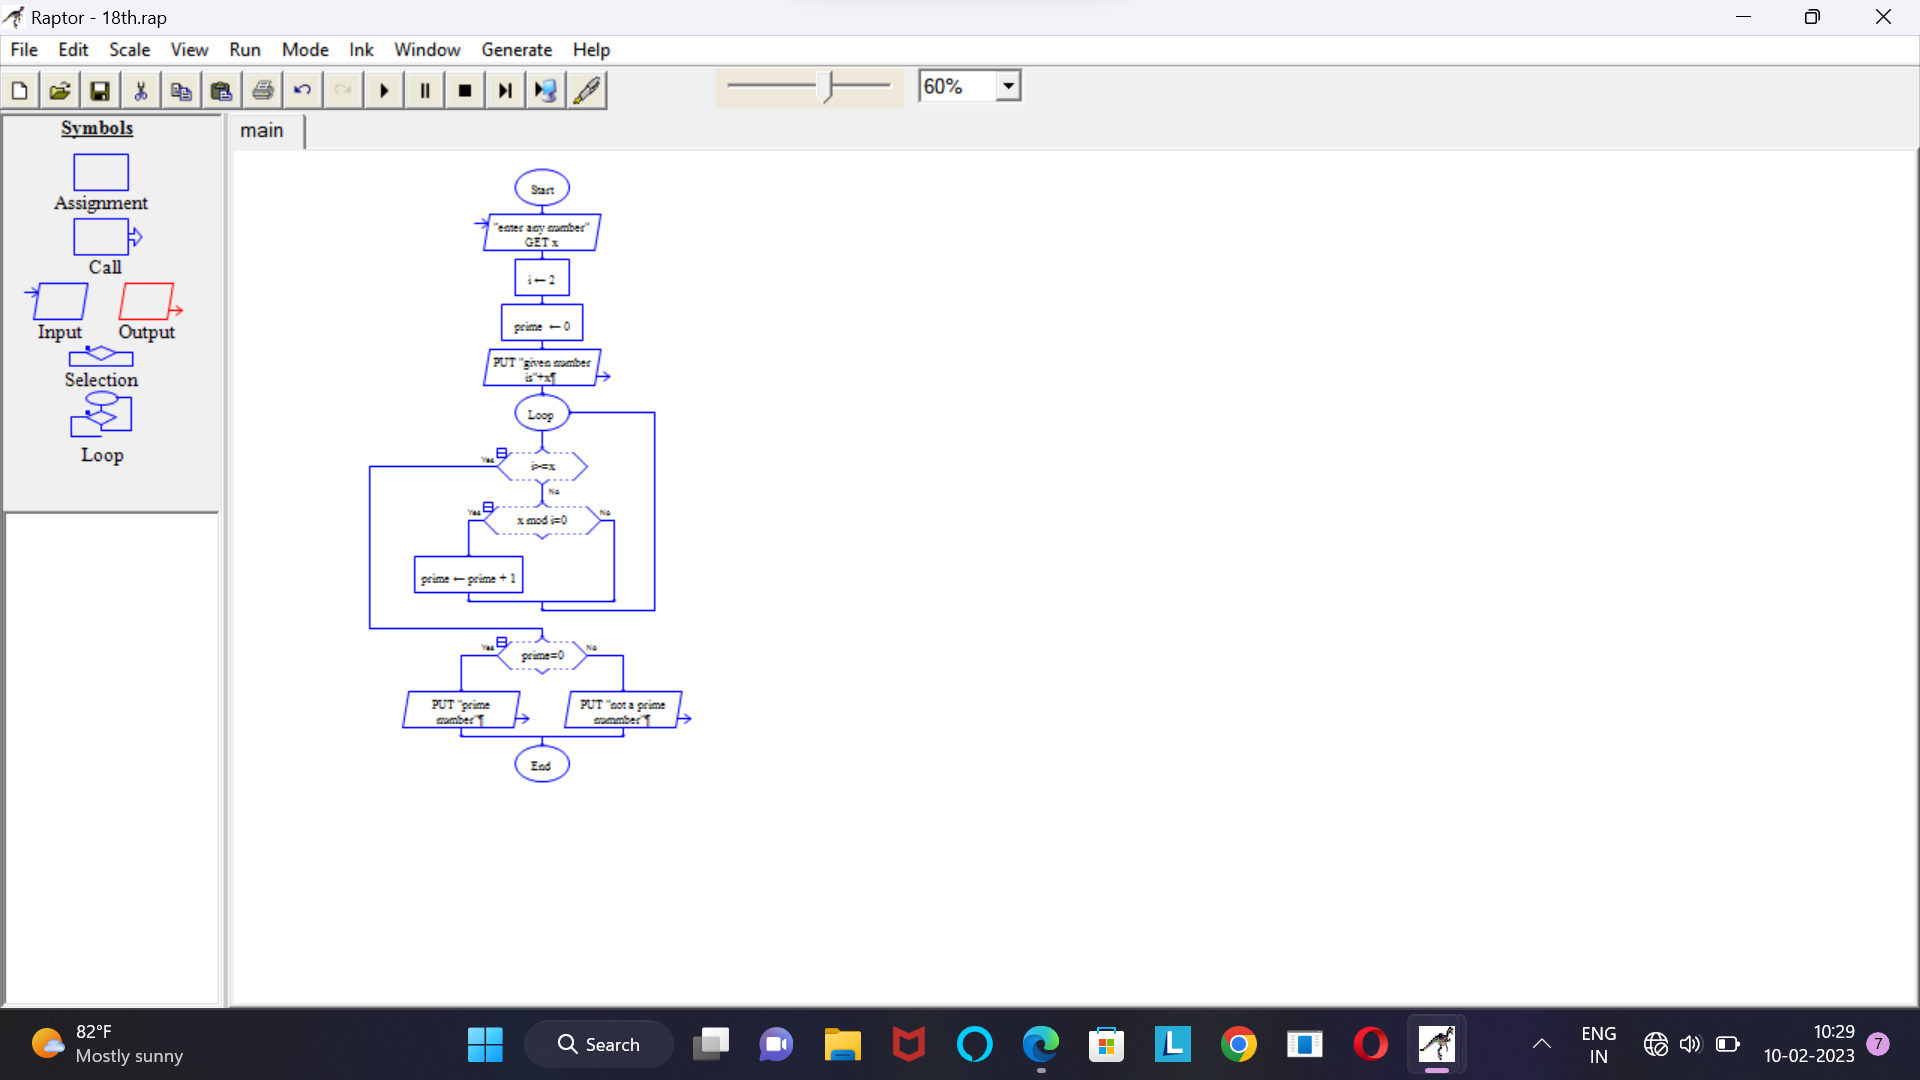 Raptor - 18th.rap
File Edit Scale View Run Mode Ink Window Generate Help
60%
Symbols
Assignment
Call
Input Output
Selection
Loop
main
Start
"enter any number"
GET x
i ← 2
prime ← 0
PUT "given number
is"+x¶
Loop
Yes
i>=x
No
Yes
x mod i=0
No
prime ← prime + 1
Yes
prime=0
No
PUT "prime
number"¶
PUT "not a prime
nummber"¶
End
82°F
Mostly sunny
Search
L
ENG
IN
10:29
10-02-2023
7